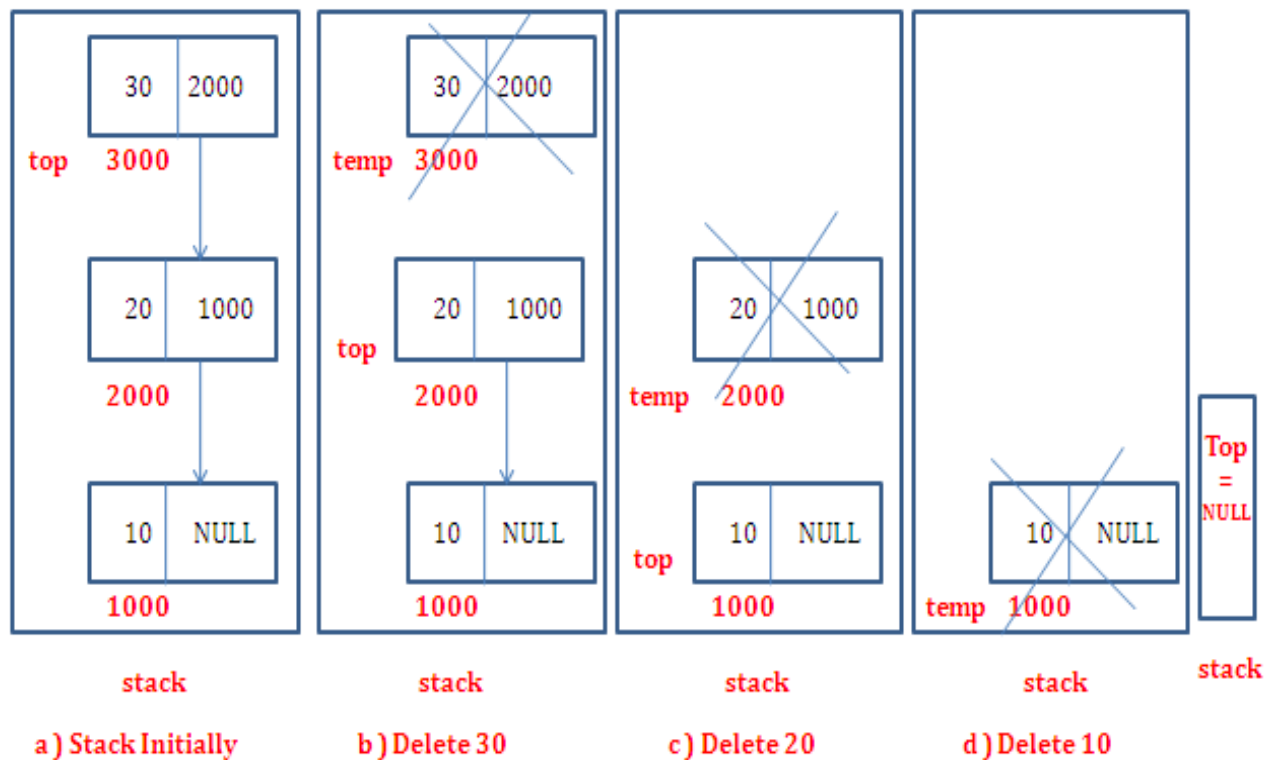 30 2000
top 3000
20 1000
2000
10 NULL
1000
stack
a ) Stack Initially
30 2000
temp 3000
20 1000
top
2000
10 NULL
1000
stack
b ) Delete 30
20 1000
temp 2000
10 NULL
top
1000
stack
c ) Delete 20
10 NULL
temp 1000
stack
d ) Delete 10
Top
=
NULL
stack